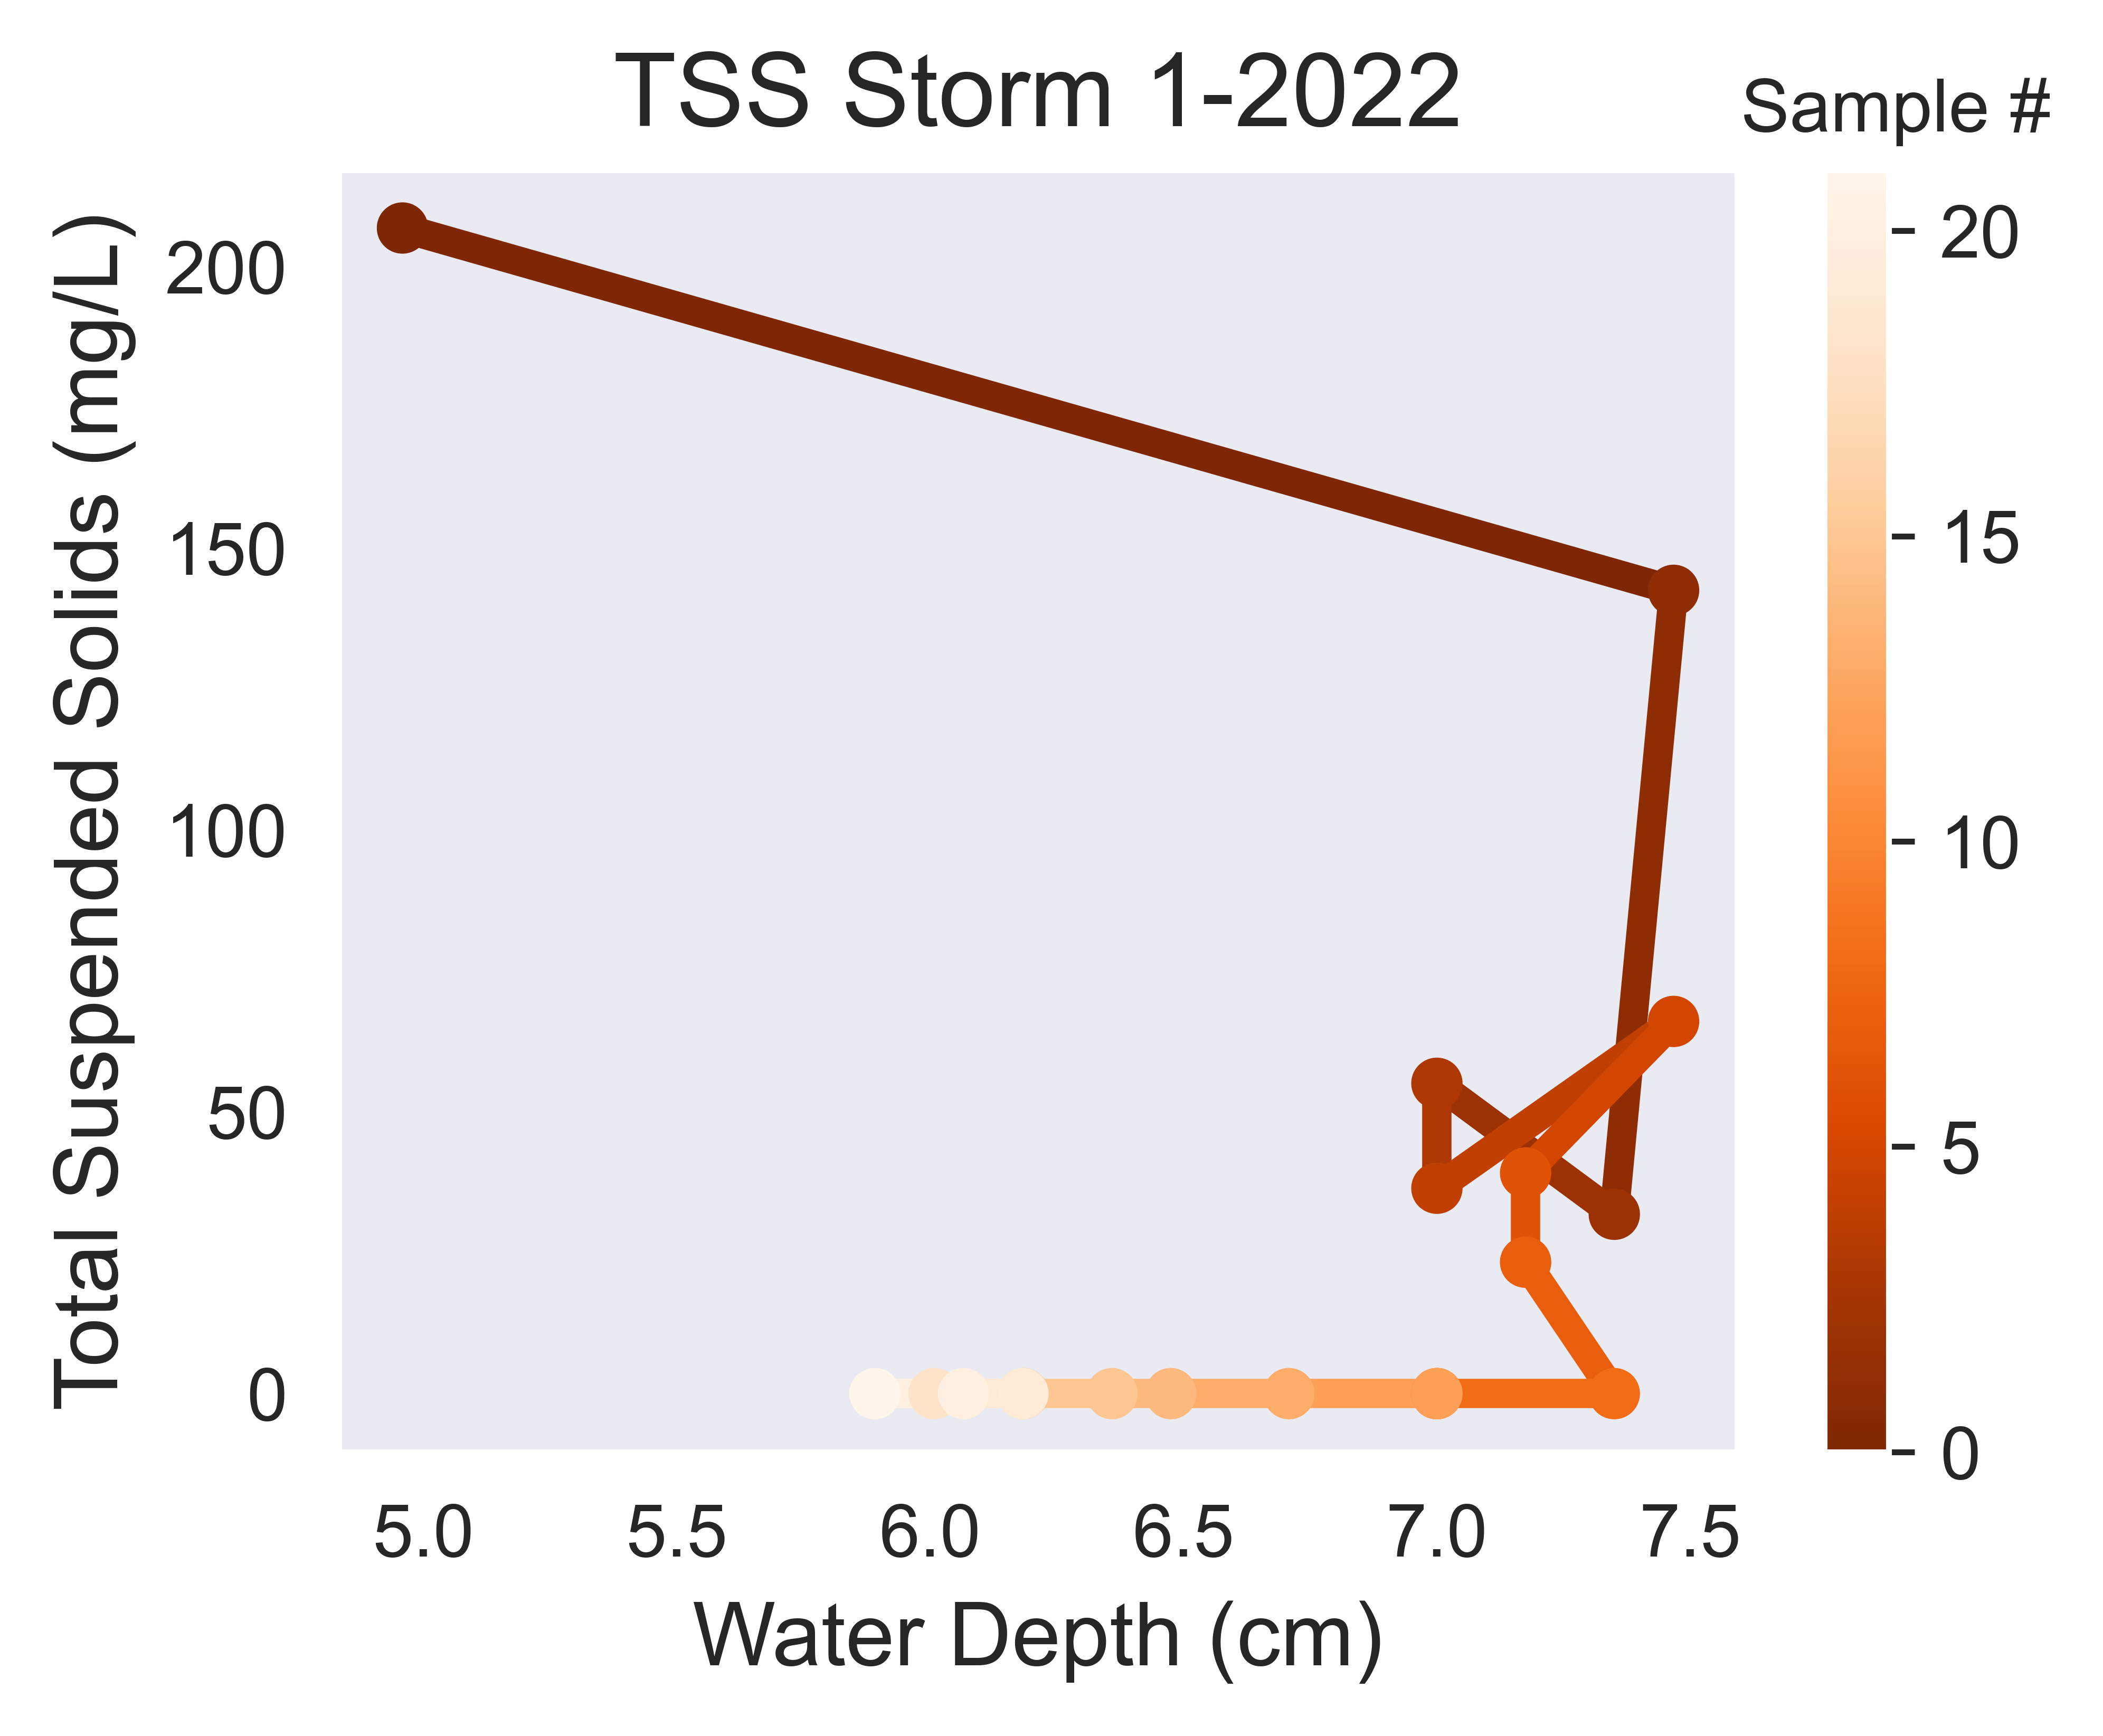 TSS Storm 1-2022
Sample #
Total Suspended Solids (mg/L)
200
150
100
50
0
5.0 5.5 6.0 6.5 7.0 7.5
Water Depth (cm)
20
15
10
5
0